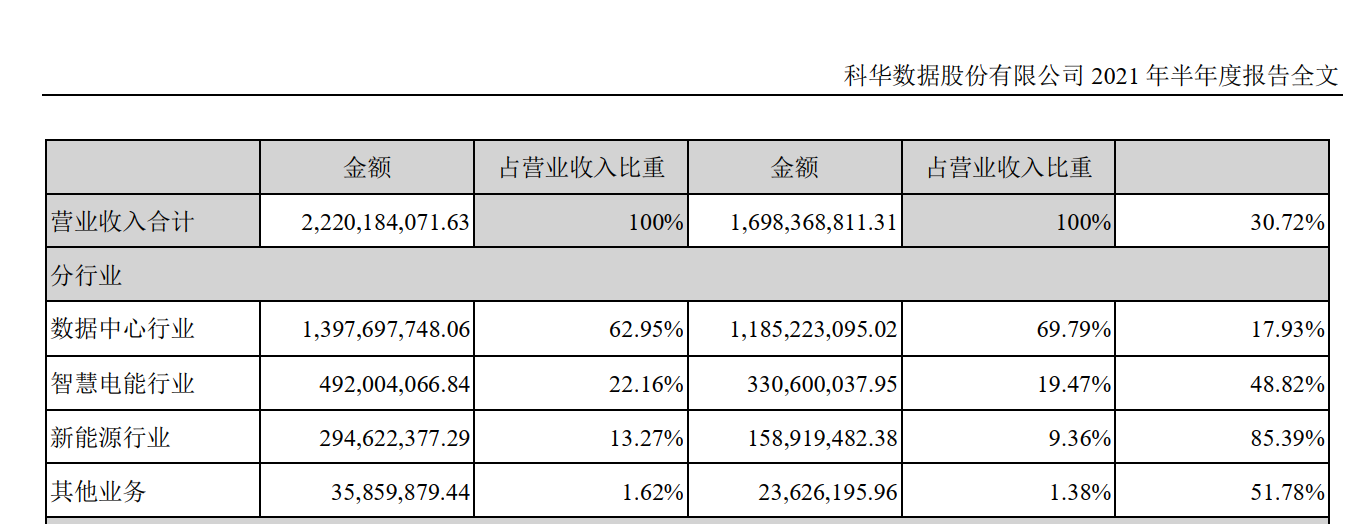 科华数据股份有限公司 2021 年半年度报告全文
金额 占营业收入比重 金额 占营业收入比重
营业收入合计 2,220,184,071.63 100% 1,698,368,811.31 100% 30.72%
分行业
数据中心行业 1,397,697,748.06 62.95% 1,185,223,095.02 69.79% 17.93%
智慧电能行业 492,004,066.84 22.16% 330,600,037.95 19.47% 48.82%
新能源行业 294,622,377.29 13.27% 158,919,482.38 9.36% 85.39%
其他业务 35,859,879.44 1.62% 23,626,195.96 1.38% 51.78%